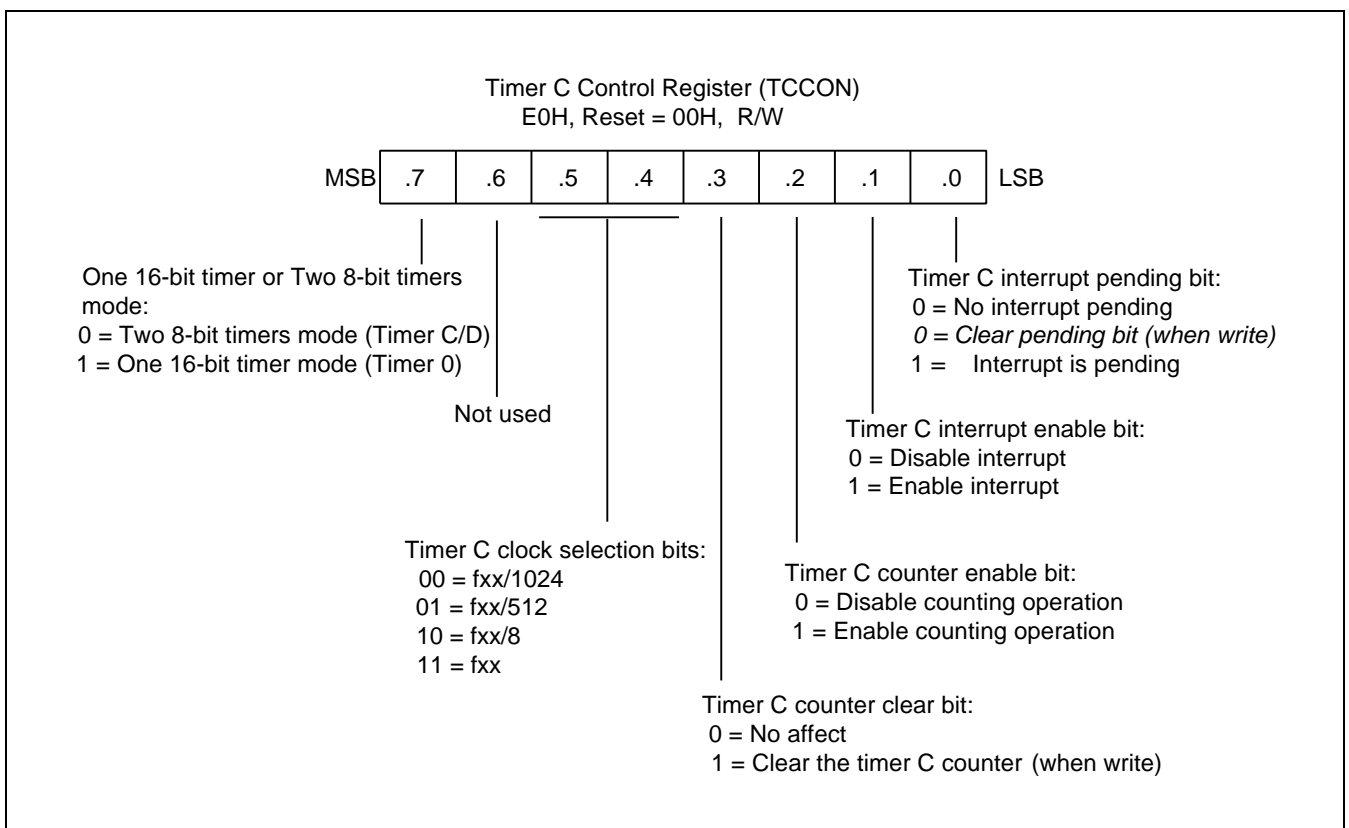 Timer C Control Register (TCCON)
E0H, Reset = 00H, R/W
MSB .7 .6 .5 .4 .3 .2 .1 .0 LSB
One 16-bit timer or Two 8-bit timers
mode:
0 = Two 8-bit timers mode (Timer C/D)
1 = One 16-bit timer mode (Timer 0)
Not used
Timer C clock selection bits:
00 = fxx/1024
01 = fxx/512
10 = fxx/8
11 = fxx
Timer C counter clear bit:
0 = No affect
1 = Clear the timer C counter (when write)
Timer C counter enable bit:
0 = Disable counting operation
1 = Enable counting operation
Timer C interrupt enable bit:
0 = Disable interrupt
1 = Enable interrupt
Timer C interrupt pending bit:
0 = No interrupt pending
0 = Clear pending bit (when write)
1 = Interrupt is pending